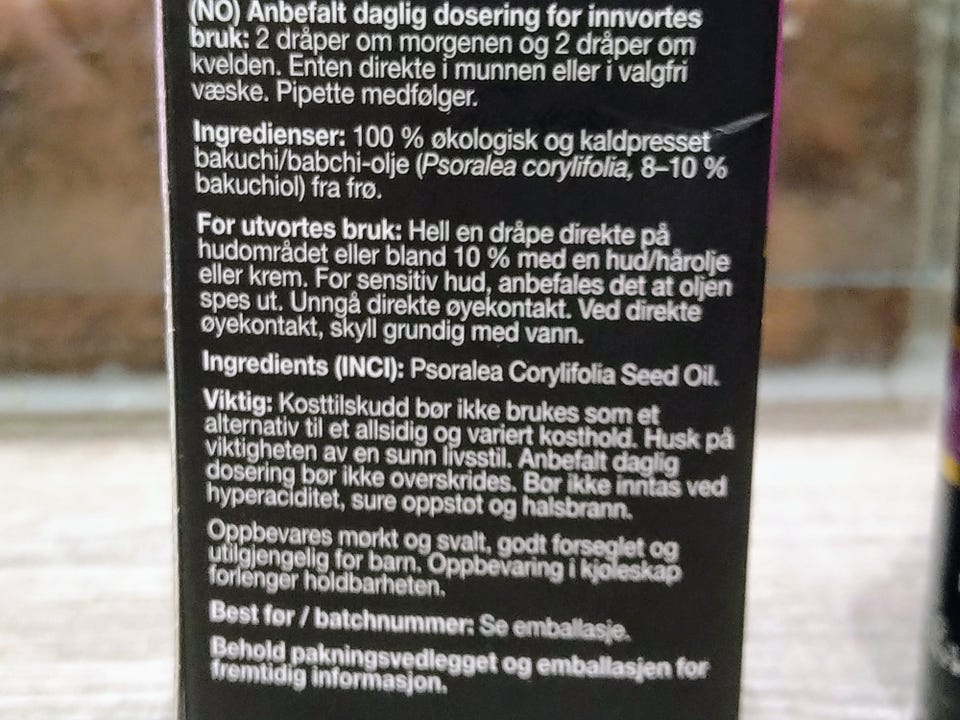 (NO) Anbefalt daglig dosering for innvortes
bruk: 2 dråper om morgenen og 2 dråper om
kvelden. Enten direkte i munnen eller i valgfri
væske. Pipette medfølger.
Ingredienser: 100 % økologisk og kaldpresset
bakuchi/babchi-olje (Psoralea corylifolia, 8–10 %
bakuchiol) fra frø.
For utvortes bruk: Hell en dråpe direkte på
hudområdet eller bland 10 % med en hud/hårolje
eller krem. For sensitiv hud, anbefales det at oljen
spes ut. Unngå direkte øyekontakt. Ved direkte
øyekontakt, skyll grundig med vann.
Ingredients (INCI): Psoralea Corylifolia Seed Oil.
Viktig: Kosttilskudd bør ikke brukes som et
alternativ til et allsidig og variert kosthold. Husk på
viktigheten av en sunn livsstil. Anbefalt daglig
dosering bør ikke overskrides. Bør ikke inntas ved
hyperaciditet, sure oppstøt og halsbrann.
Oppbevares mørkt og svalt, godt forseglet og
utilgjengelig for barn. Oppbevaring i kjøleskap
forlenger holdbarheten.
Best før / batchnummer: Se emballasje.
Behold pakningsvedlegget og emballasjen for
fremtidig informasjon.